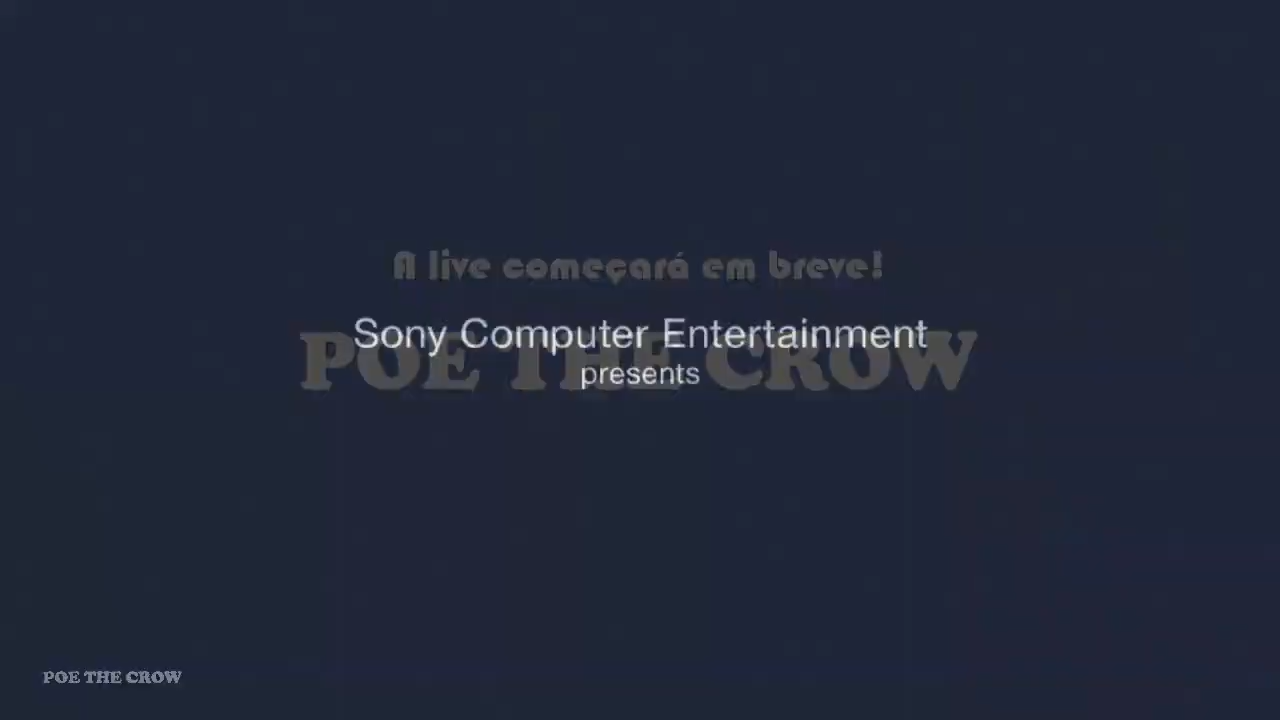 A live começará em breve!
Sony Computer Entertainment
POE THE CROW
presents
POE THE CROW